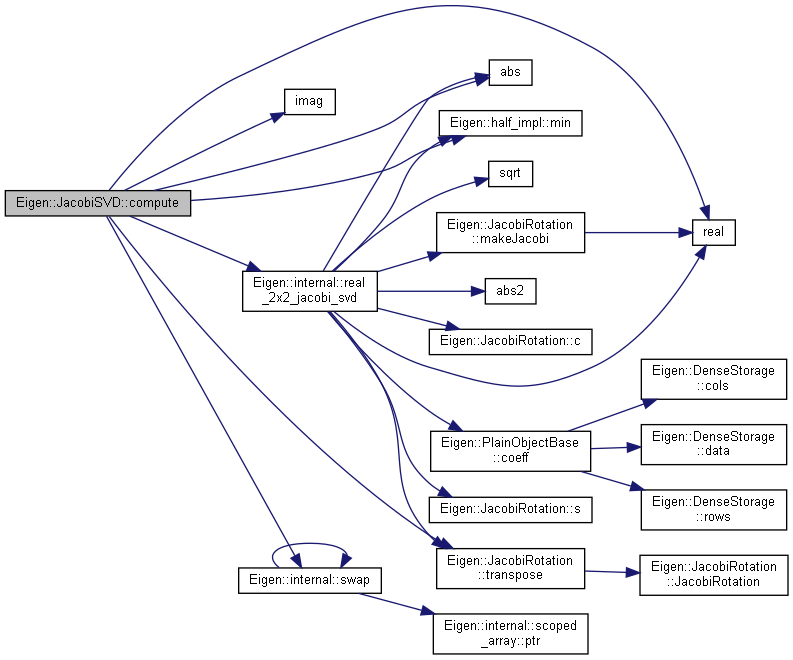 abs
imag
Eigen::half_impl::min
sqrt
Eigen::JacobiSVD::compute
Eigen::JacobiRotation
::makeJacobi
real
Eigen::internal::real
_2x2_jacobi_svd
abs2
Eigen::JacobiRotation::c
Eigen::DenseStorage
::cols
Eigen::PlainObjectBase
::coeff
Eigen::DenseStorage
::data
Eigen::JacobiRotation::s
Eigen::DenseStorage
::rows
Eigen::JacobiRotation
::transpose
Eigen::JacobiRotation
::JacobiRotation
Eigen::internal::swap
Eigen::internal::scoped
_array::ptr